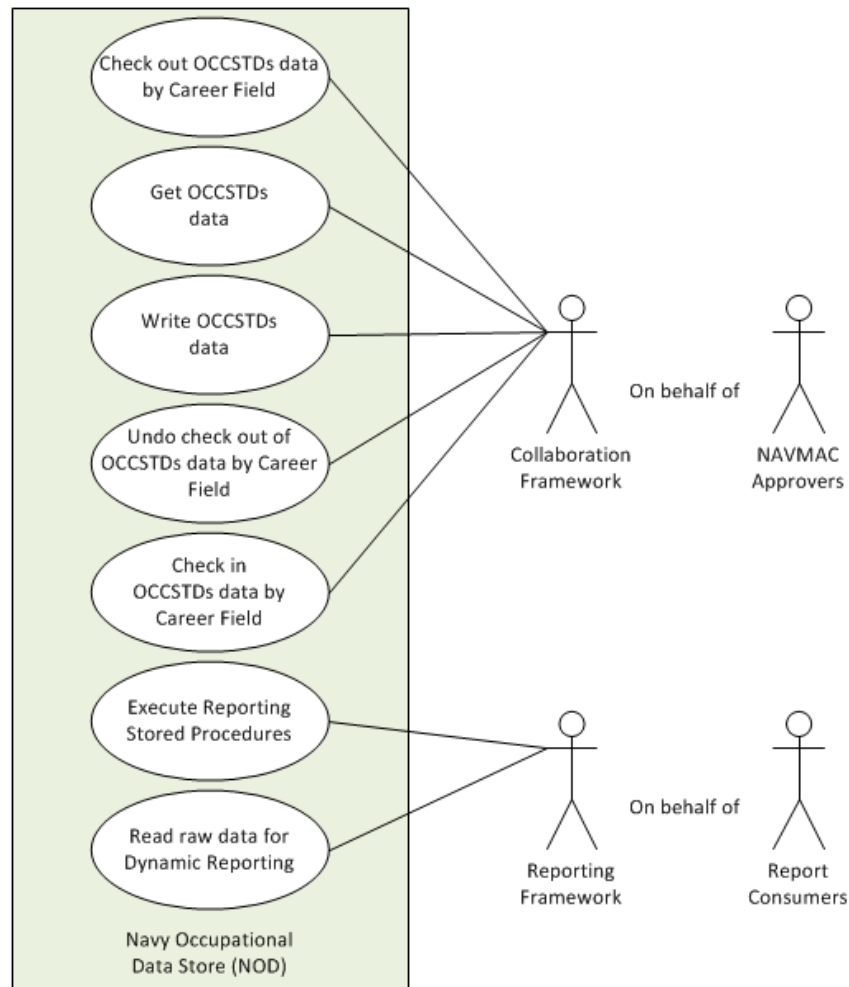 Check out OCCSTDs data
by Career Field
Get OCCSTDs
data
Write OCCSTDs
data
Undo check out of
OCCSTDs data by Career
Field
Check in
OCCSTDs data by
Career Field
Execute Reporting
Stored Procedures
Read raw data for
Dynamic Reporting
Navy Occupational
Data Store (NOD)
Collaboration
Framework
On behalf of
NAVMAC
Approvers
Reporting
Framework
On behalf of
Report
Consumers